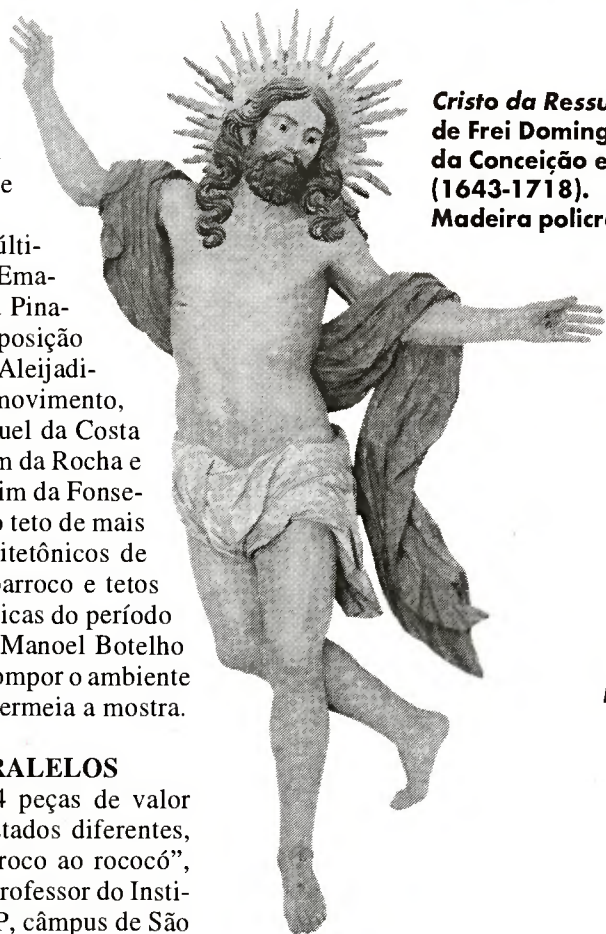 Cristo da Ressu
de Frei Doming
da Conceição e
(1643-1718).
Madeira policr
e
últi-
Ema-
Pina-
posição
Aleijadi-
movimento,
uel da Costa
m da Rocha e
im da Fonse-
o teto de mais
itetônicos de
barroco e tetos
icas do período
Manoel Botelho
ompor o ambiente
ermeia a mostra.
RALELOS
4 peças de valor
tados diferentes,
roco ao rococó”,
rofessor do Insti-
P, câmpus de São